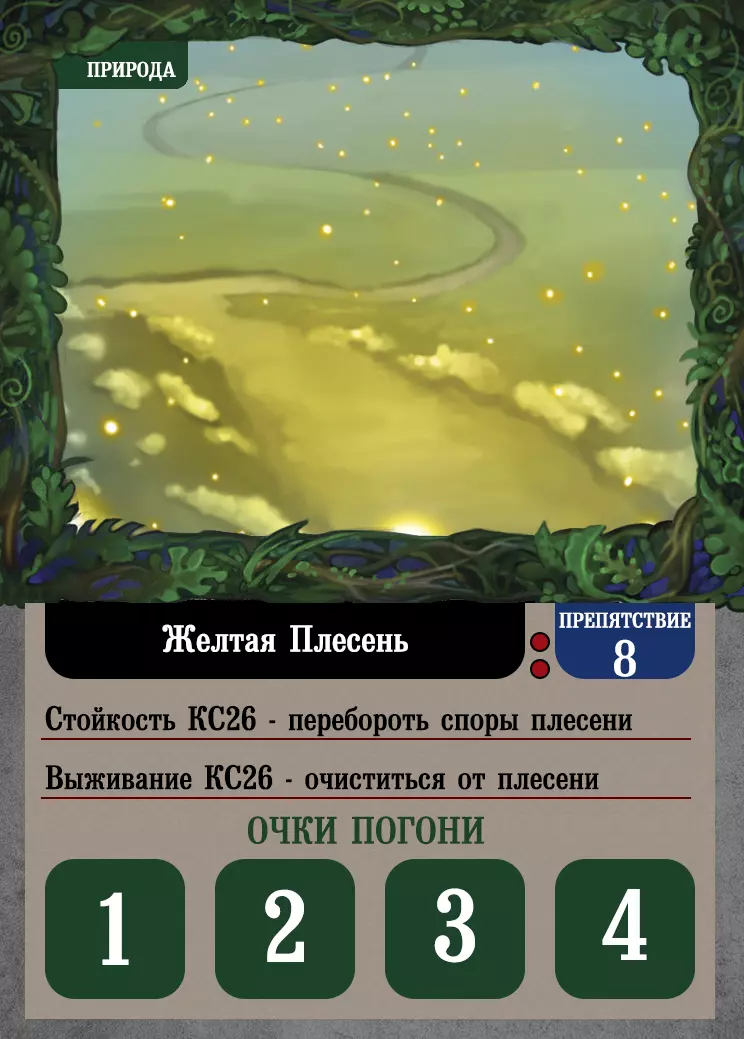 ПРИРОДА
Желтая Плесень
ПРЕПЯТСТВИЕ
8
Стойкость КС26 - перебороть споры плесени
Выживание КС26 - очиститься от плесени
ОЧКИ ПОГОНИ
1 2 3 4